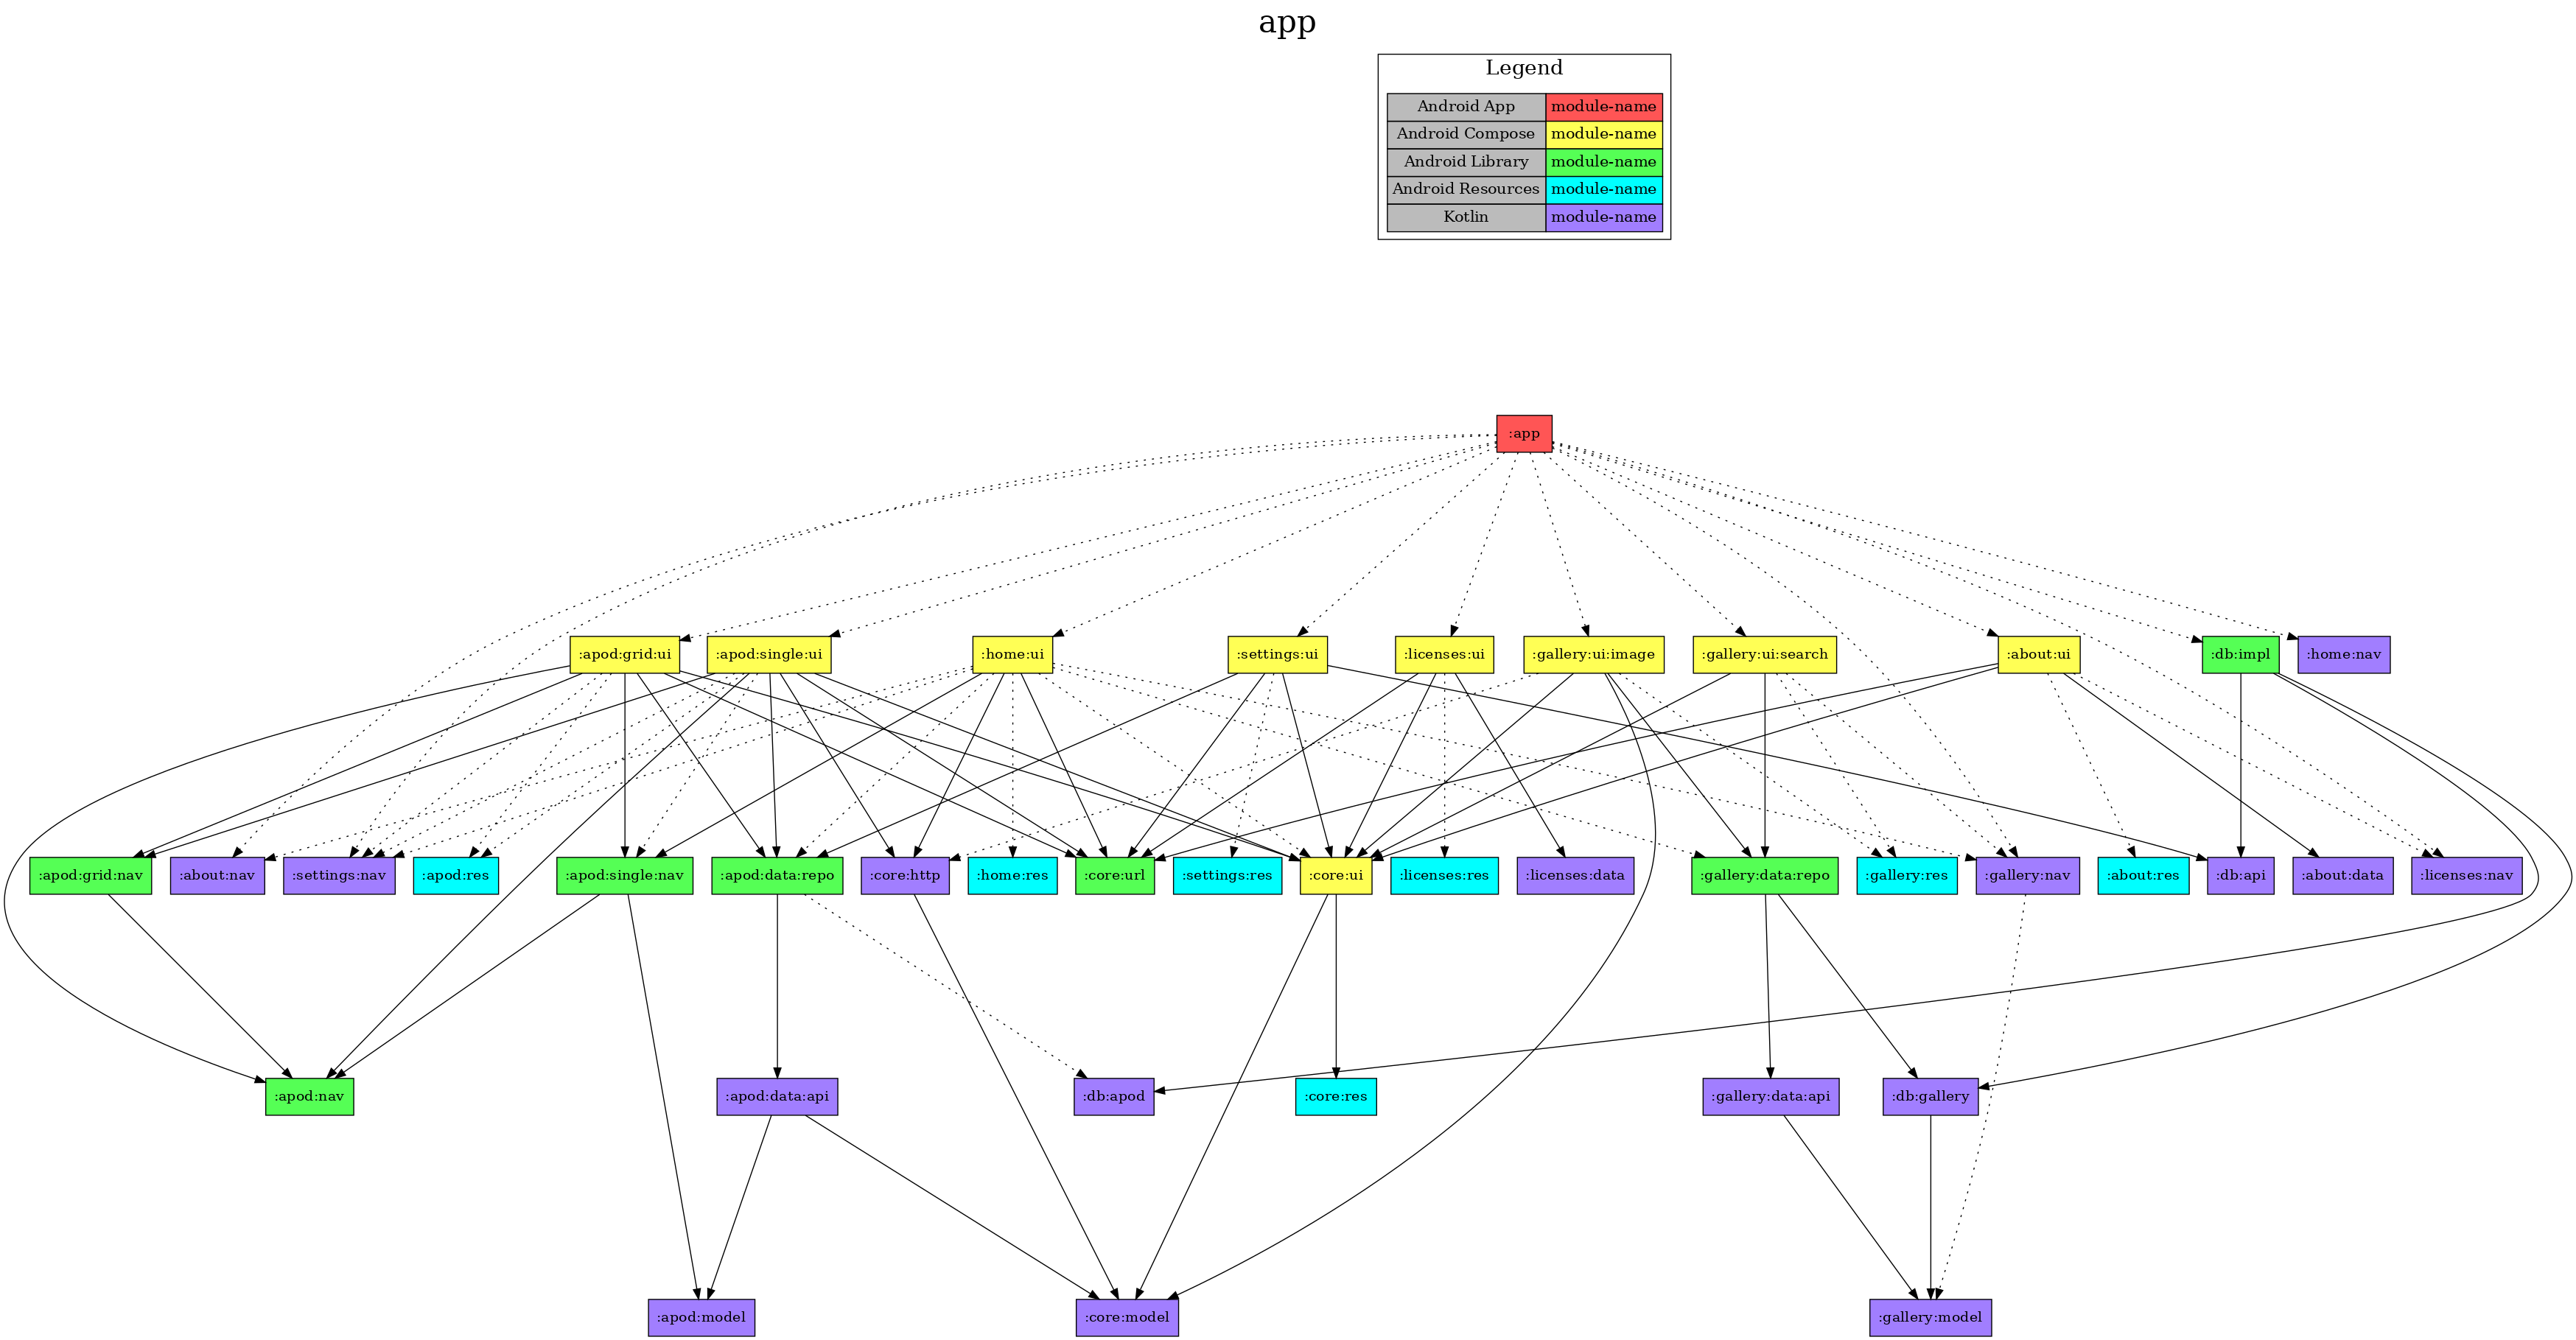 app
Legend
Android App module-name
Android Compose module-name
Android Library module-name
Android Resources module-name
Kotlin module-name
:app
:apod:grid:ui
:apod:single:ui
:home:ui
:settings:ui
:licenses:ui
:gallery:ui:image
:gallery:ui:search
:about:ui
:db:impl
:home:nav
:apod:grid:nav
:about:nav
:settings:nav
:apod:res
:apod:single:nav
:apod:data:repo
:core:http
:home:res
:core:url
:settings:res
:core:ui
:licenses:res
:licenses:data
:gallery:data:repo
:gallery:res
:gallery:nav
:about:res
:db:api
:about:data
:licenses:nav
:apod:nav
:apod:data:api
:db:apod
:core:res
:gallery:data:api
:db:gallery
:apod:model
:core:model
:gallery:model